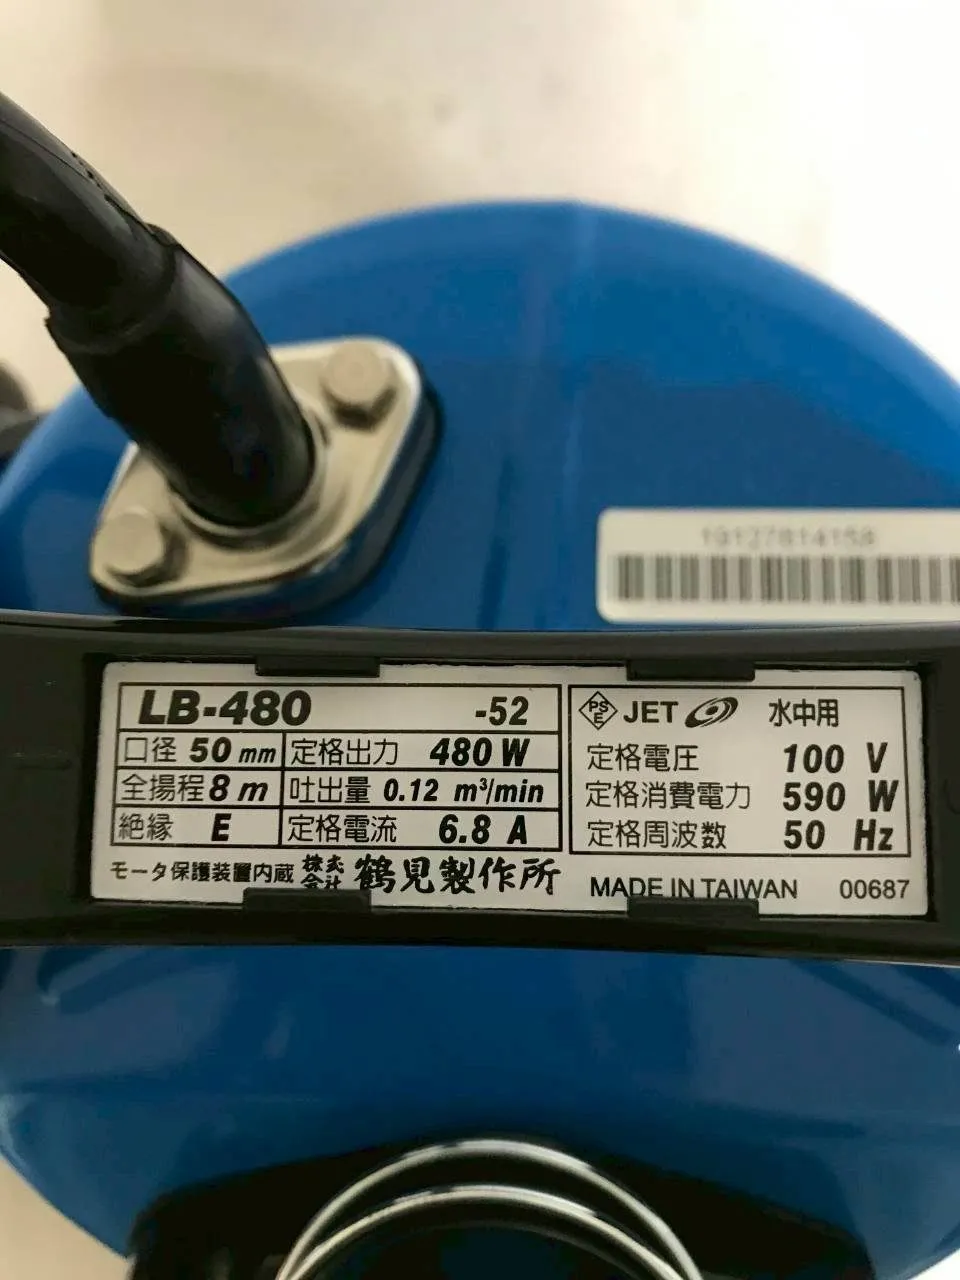 19127814158
LB-480 -52
口径 50 mm 定格出力 480 W
全揚程 8 m 吐出量 0.12 m³/min
絶縁 E 定格電流 6.8 A
PSE JET 水中用
定格電圧 100 V
定格消費電力 590 W
定格周波数 50 Hz
モータ保護装置内蔵 株式会社 鶴見製作所 MADE IN TAIWAN 00687